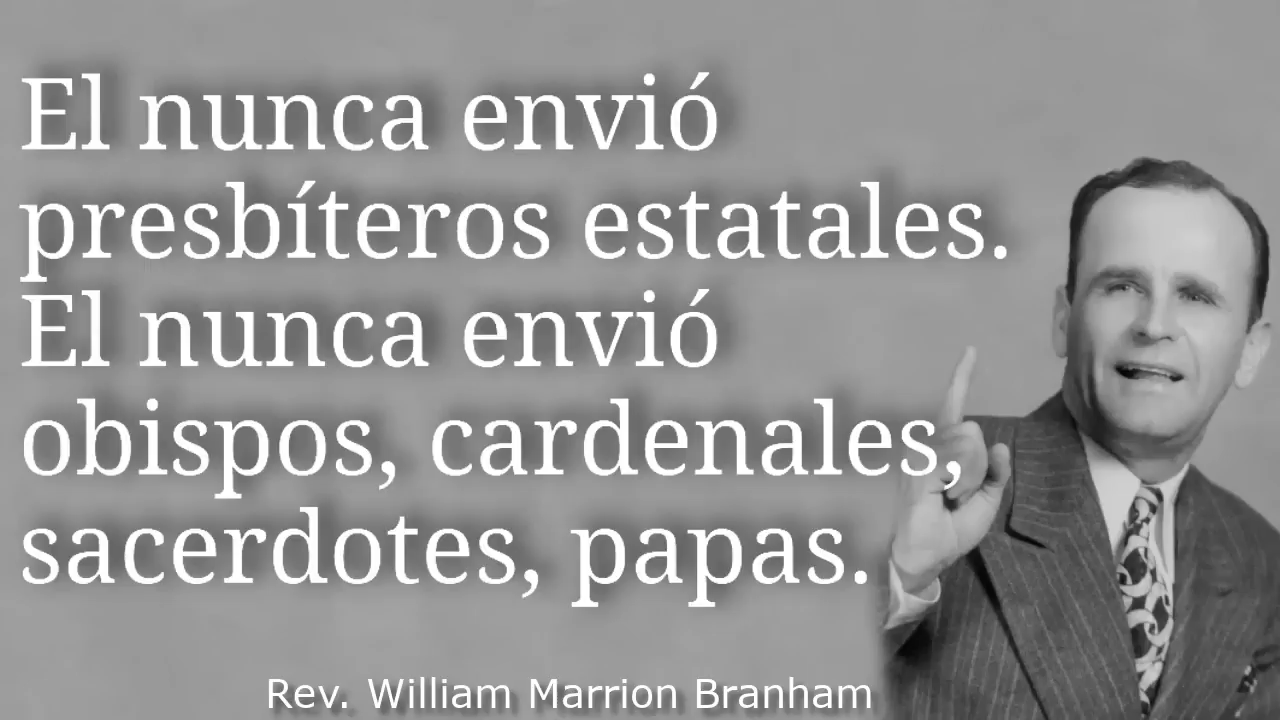 El nunca envió
presbíteros estatales.
El nunca envió
obispos, cardenales,
sacerdotes, papas.
Rev. William Marrion Branham